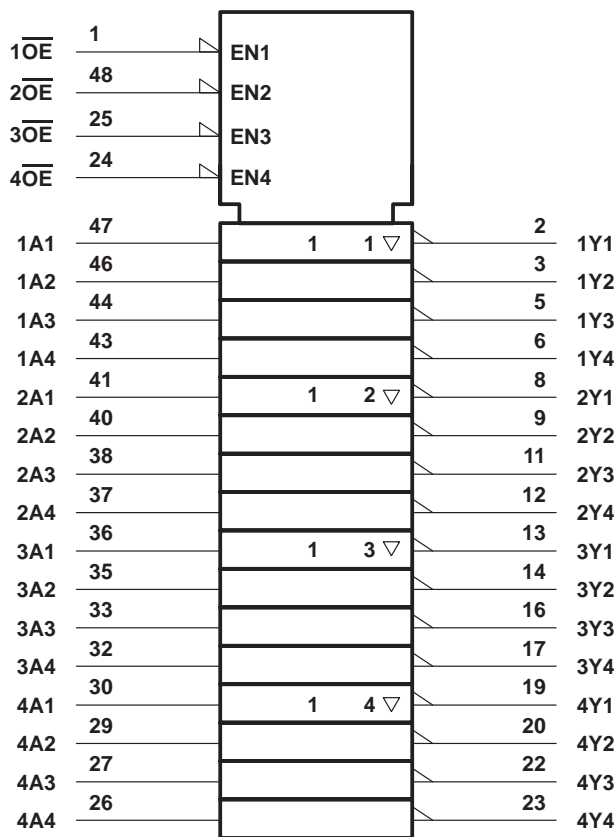 1O̅E̅ 1 EN1
2O̅E̅ 48 EN2
3O̅E̅ 25 EN3
4O̅E̅ 24 EN4
1A1 47 1 1 ▽ 2 1Y1
1A2 46 3 1Y2
1A3 44 5 1Y3
1A4 43 6 1Y4
2A1 41 1 2 ▽ 8 2Y1
2A2 40 9 2Y2
2A3 38 11 2Y3
2A4 37 12 2Y4
3A1 36 1 3 ▽ 13 3Y1
3A2 35 14 3Y2
3A3 33 16 3Y3
3A4 32 17 3Y4
4A1 30 1 4 ▽ 19 4Y1
4A2 29 20 4Y2
4A3 27 22 4Y3
4A4 26 23 4Y4